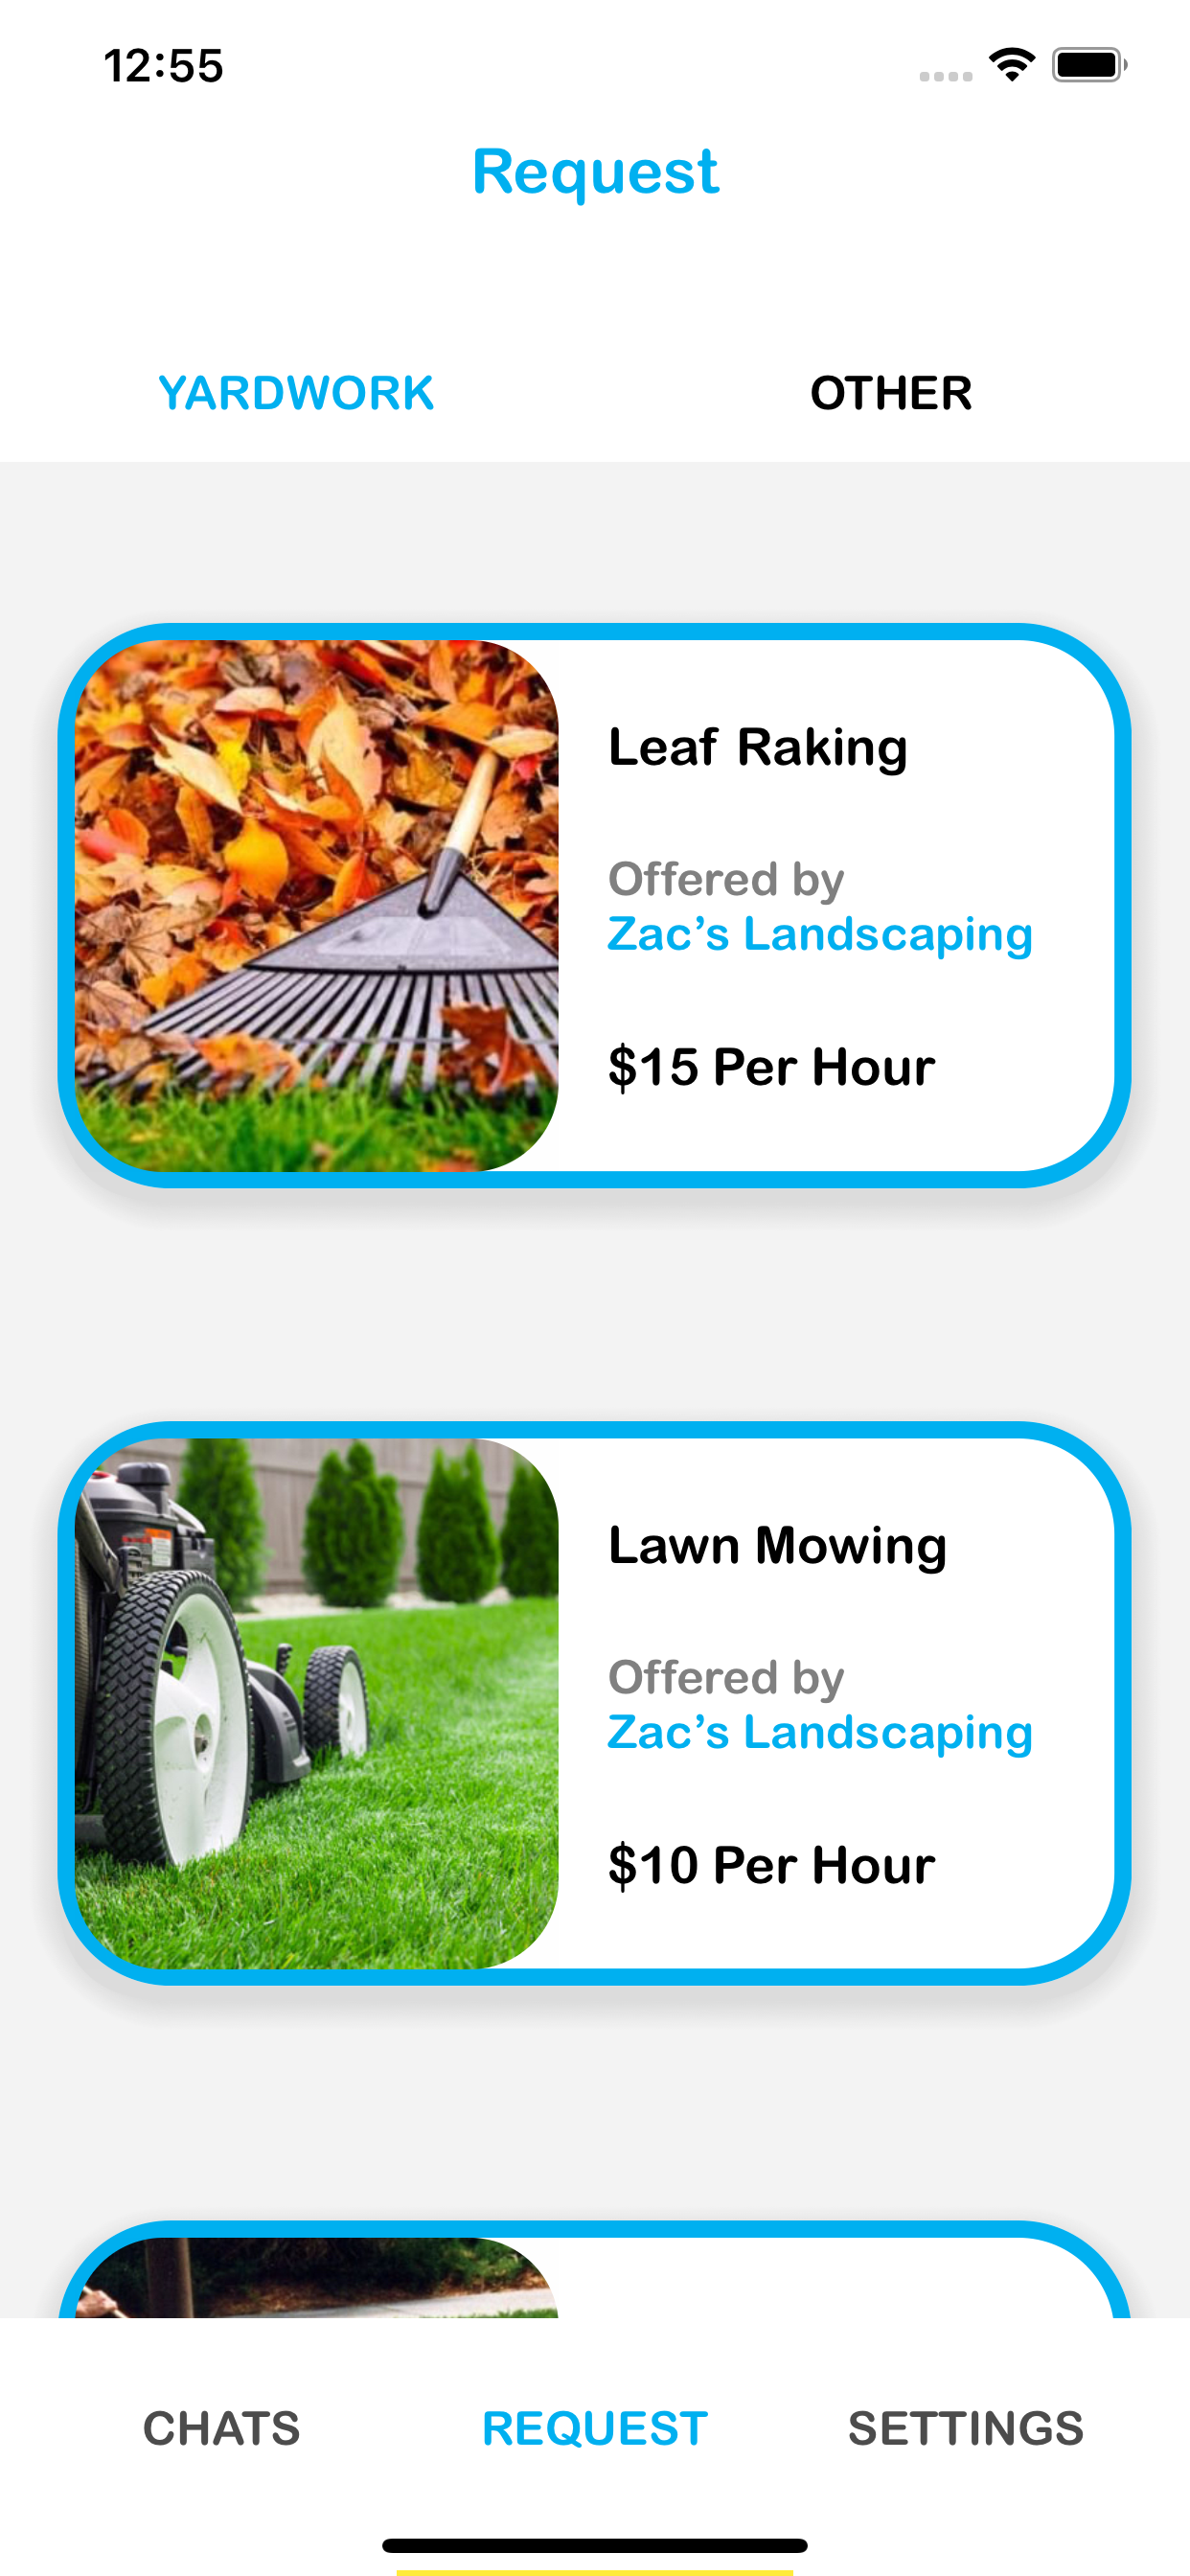 12:55
Request
YARDWORK
OTHER
Leaf Raking
Offered by
Zac’s Landscaping
$15 Per Hour
Lawn Mowing
Offered by
Zac’s Landscaping
$10 Per Hour
CHATS
REQUEST
SETTINGS